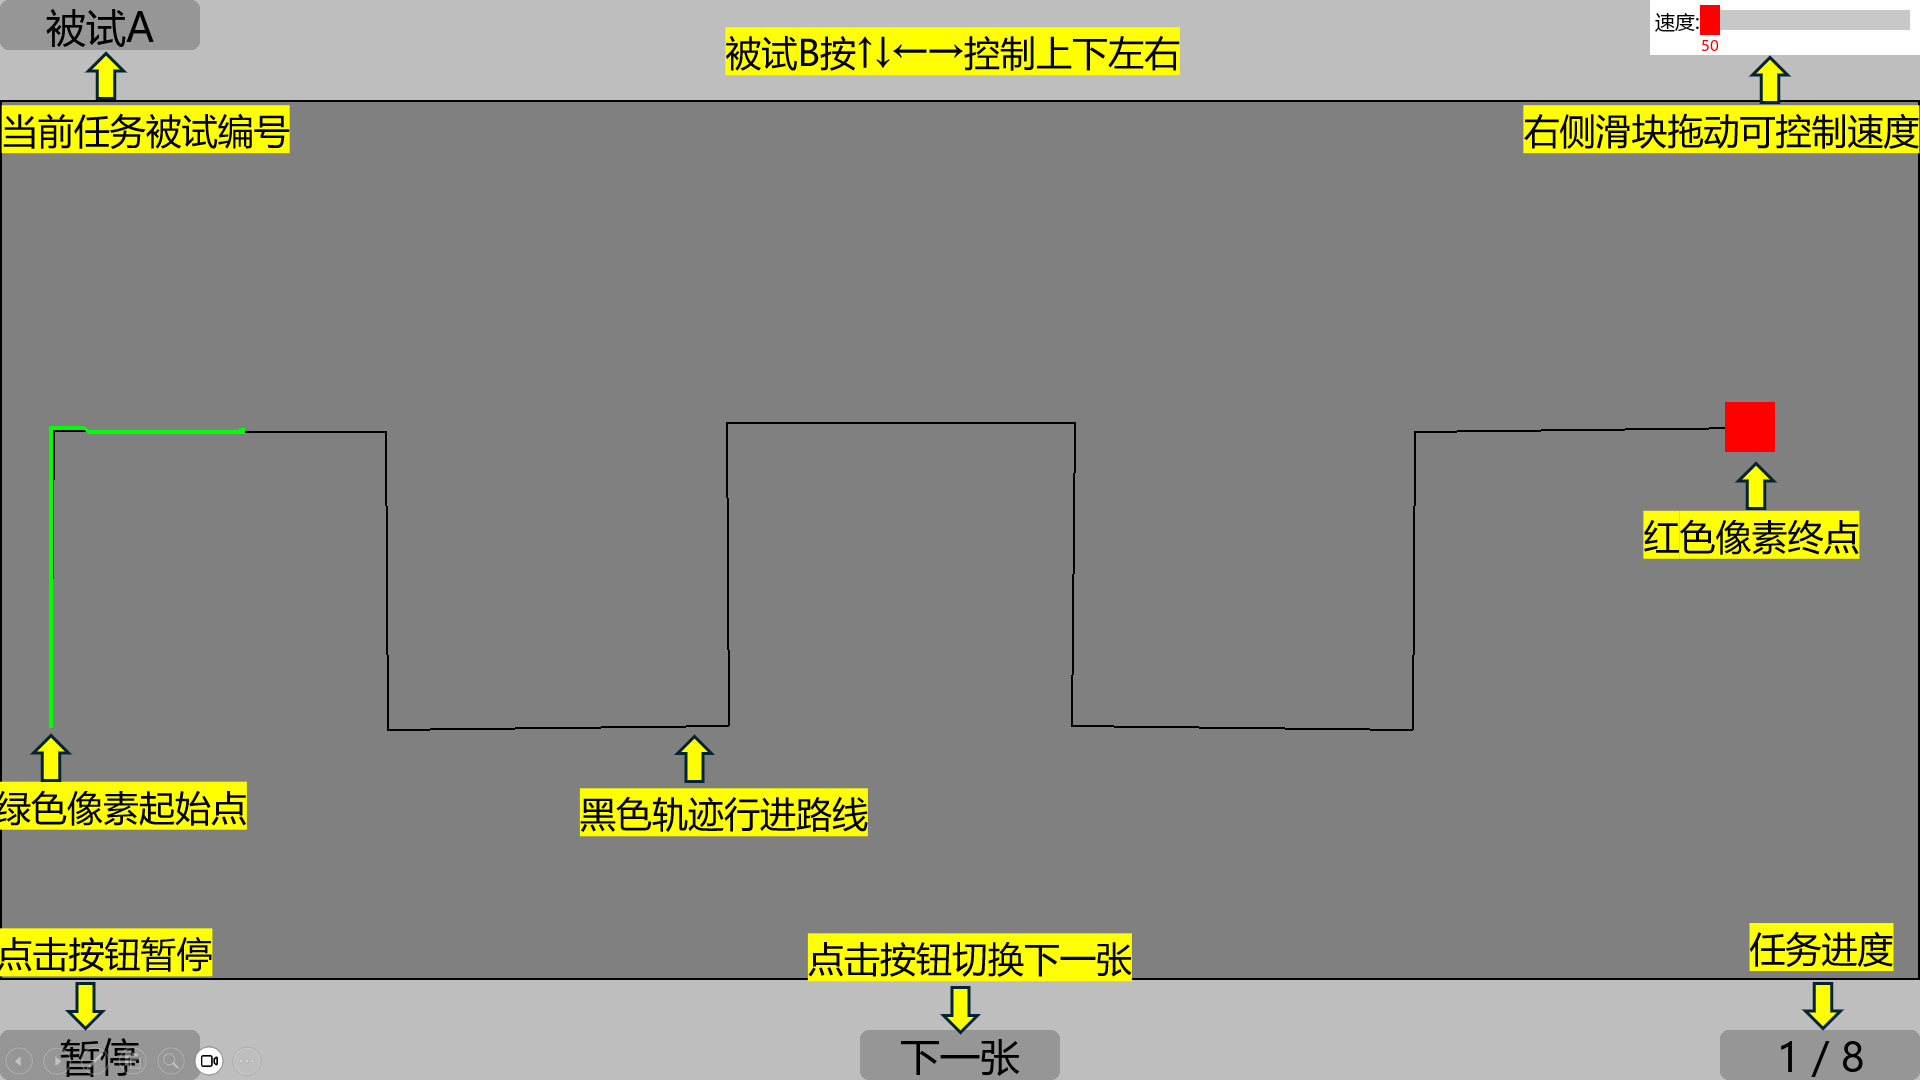 被试A
被试B按↑↓←→控制上下左右
速度:
50
当前任务被试编号
右侧滑块拖动可控制速度
红色像素终点
绿色像素起始点
黑色轨迹行进路线
点击按钮暂停
点击按钮切换下一张
任务进度
暂停
下一张
1 / 8